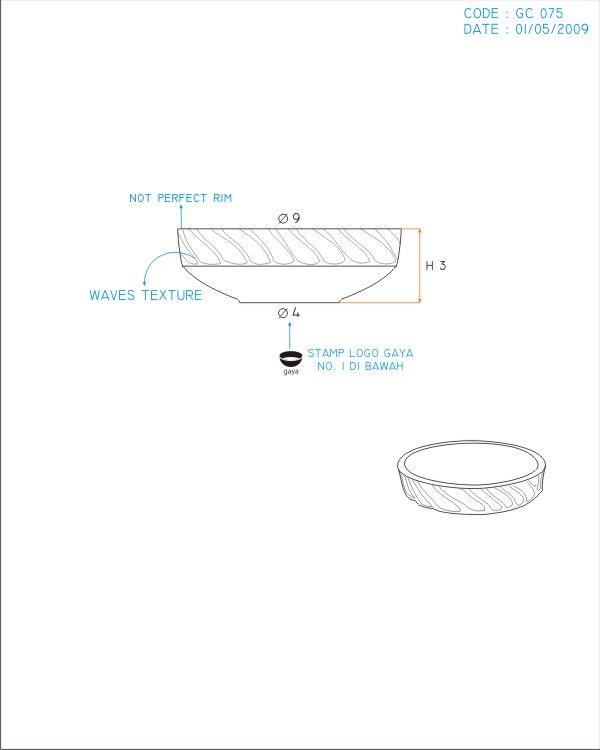 CODE : GC 075
DATE : 01/05/2009
NOT PERFECT RIM
Ø 9
H 3
WAVES TEXTURE
Ø 4
STAMP LOGO GAYA
NO. 1 DI BAWAH
gaya